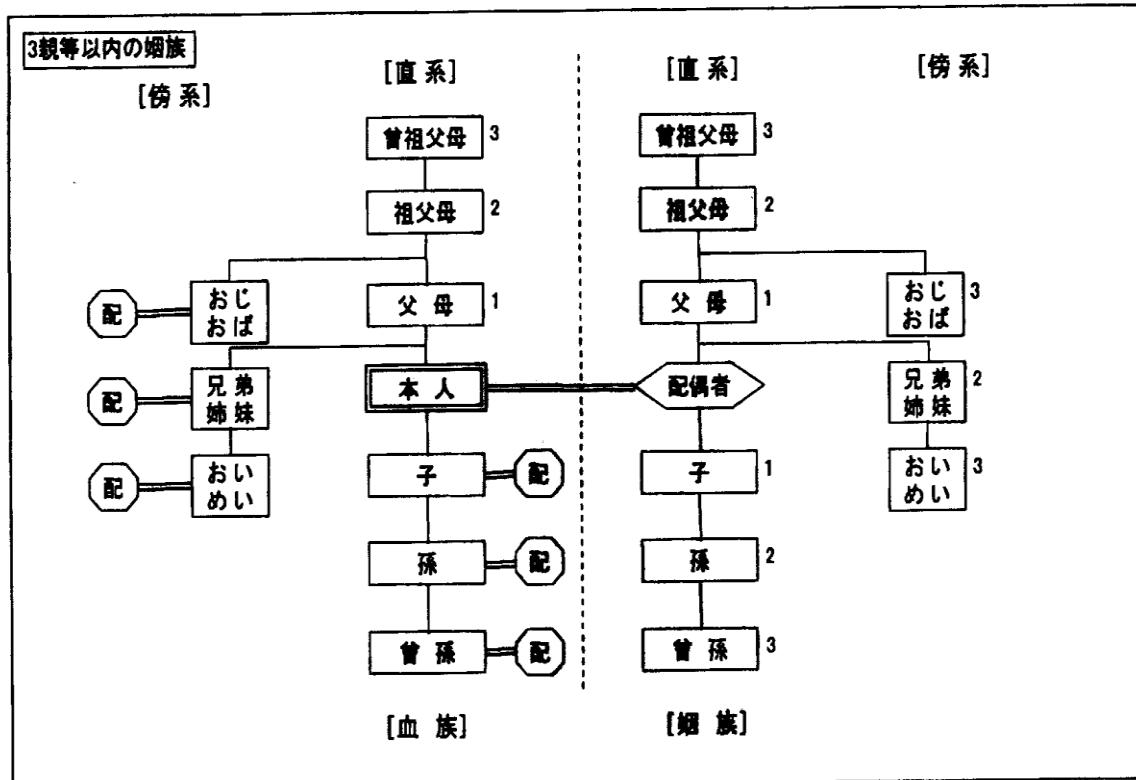 3親等以内の姻族
[傍 系]
[直 系]
[直 系]
[傍 系]
曾祖父母 3
曾祖父母 3
祖父母 2
祖父母 2
配
おじ
おば
父 母 1
父 母 1
おじ
おば
3
配
兄 弟
姉 妹
本 人
配偶者
兄 弟
姉 妹
2
配
おい
めい
子
配
子 1
おい
めい
3
孫
配
孫 2
曾 孫
配
曾 孫 3
[血 族]
[姻 族]